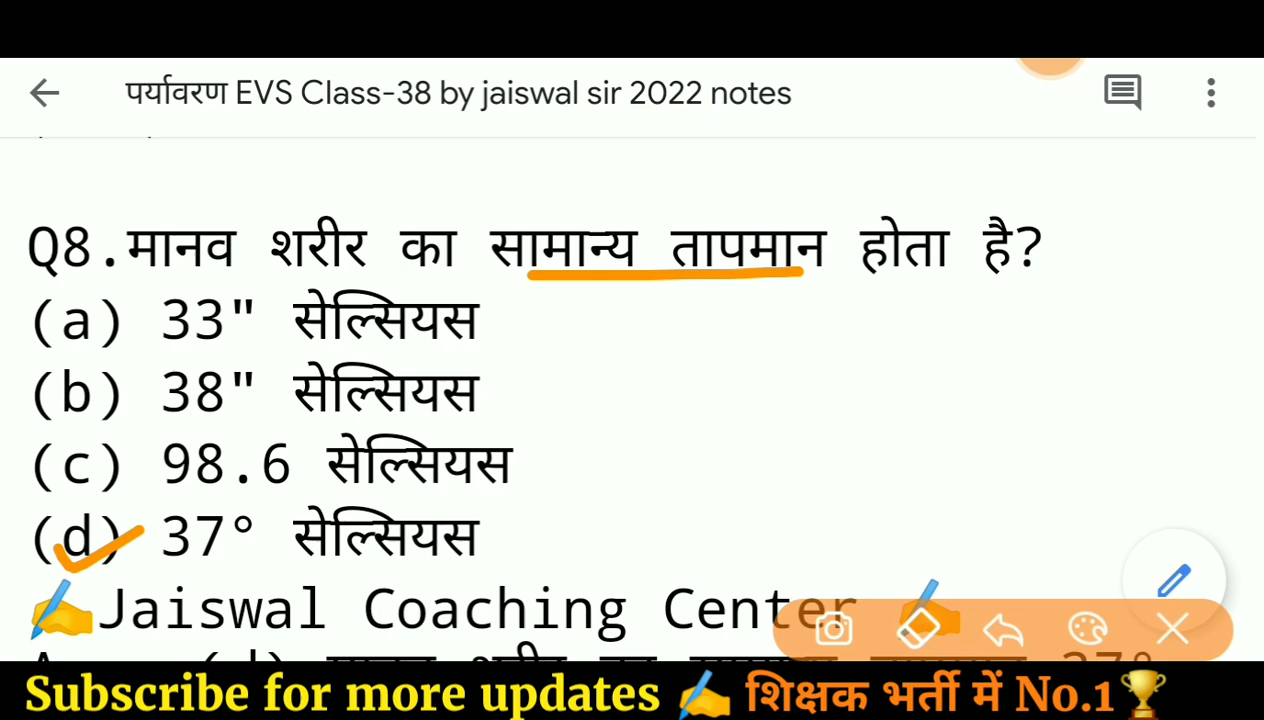 पर्यावरण EVS Class-38 by jaiswal sir 2022 notes
Q8.मानव शरीर का सामान्य तापमान होता है?
(a) 33" सेल्सियस
(b) 38" सेल्सियस
(c) 98.6 सेल्सियस
(d) 37° सेल्सियस
✍Jaiswal Coaching Center ✍
Subscribe for more updates ✍ शिक्षक भर्ती में No.1🏆